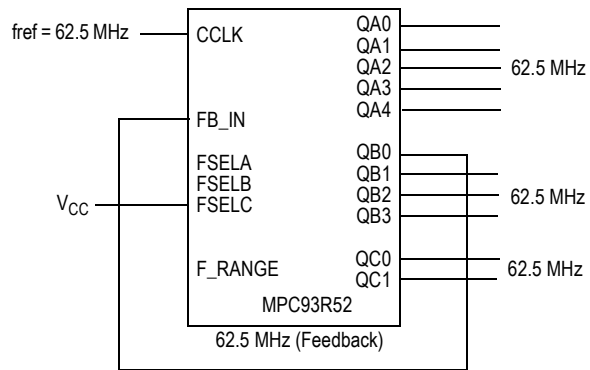 fref = 62.5 MHz
CCLK
FB_IN
FSELA
FSELB
VCC
FSELC
F_RANGE
QA0
QA1
QA2
QA3
QA4
62.5 MHz
QB0
QB1
QB2
QB3
62.5 MHz
QC0
QC1
62.5 MHz
MPC93R52
62.5 MHz (Feedback)